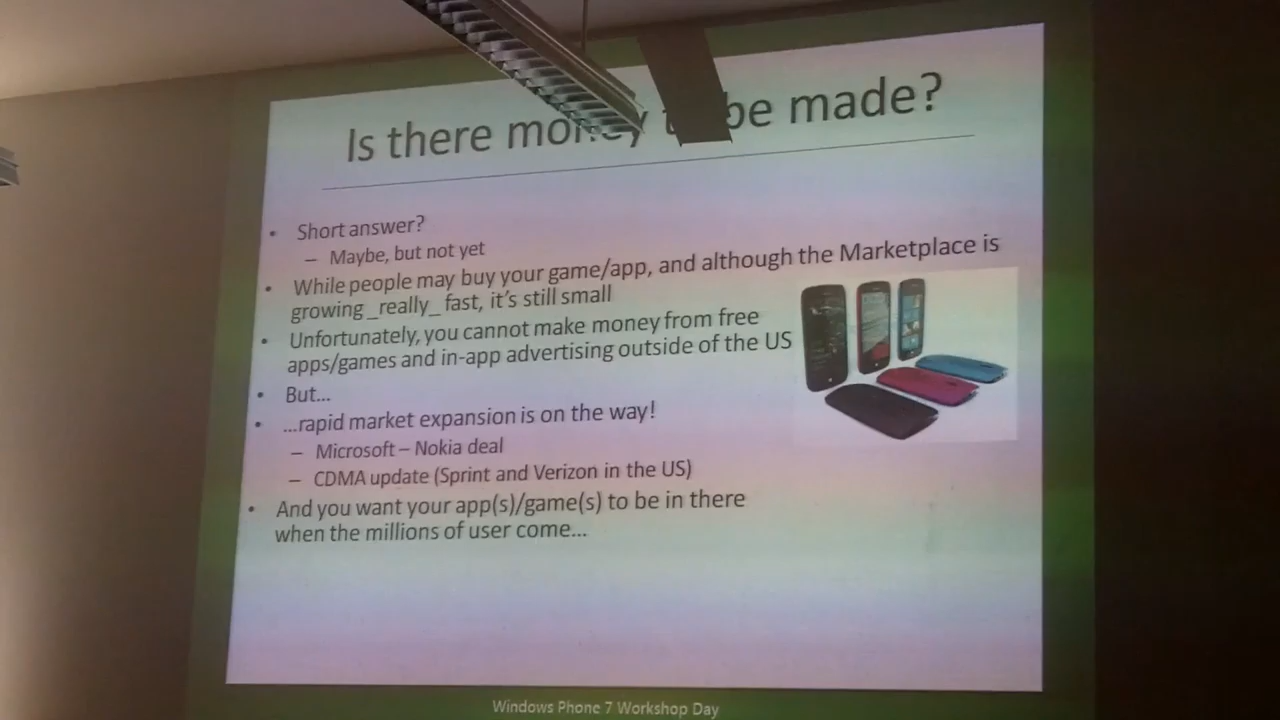 Is there money to be made?
• Short answer?
– Maybe, but not yet
• While people may buy your game/app, and although the Marketplace is
growing _really_ fast, it's still small
• Unfortunately, you cannot make money from free
apps/games and in-app advertising outside of the US
• But...
• ...rapid market expansion is on the way!
– Microsoft – Nokia deal
– CDMA update (Sprint and Verizon in the US)
• And you want your app(s)/game(s) to be in there
when the millions of user come...
Windows Phone 7 Workshop Day